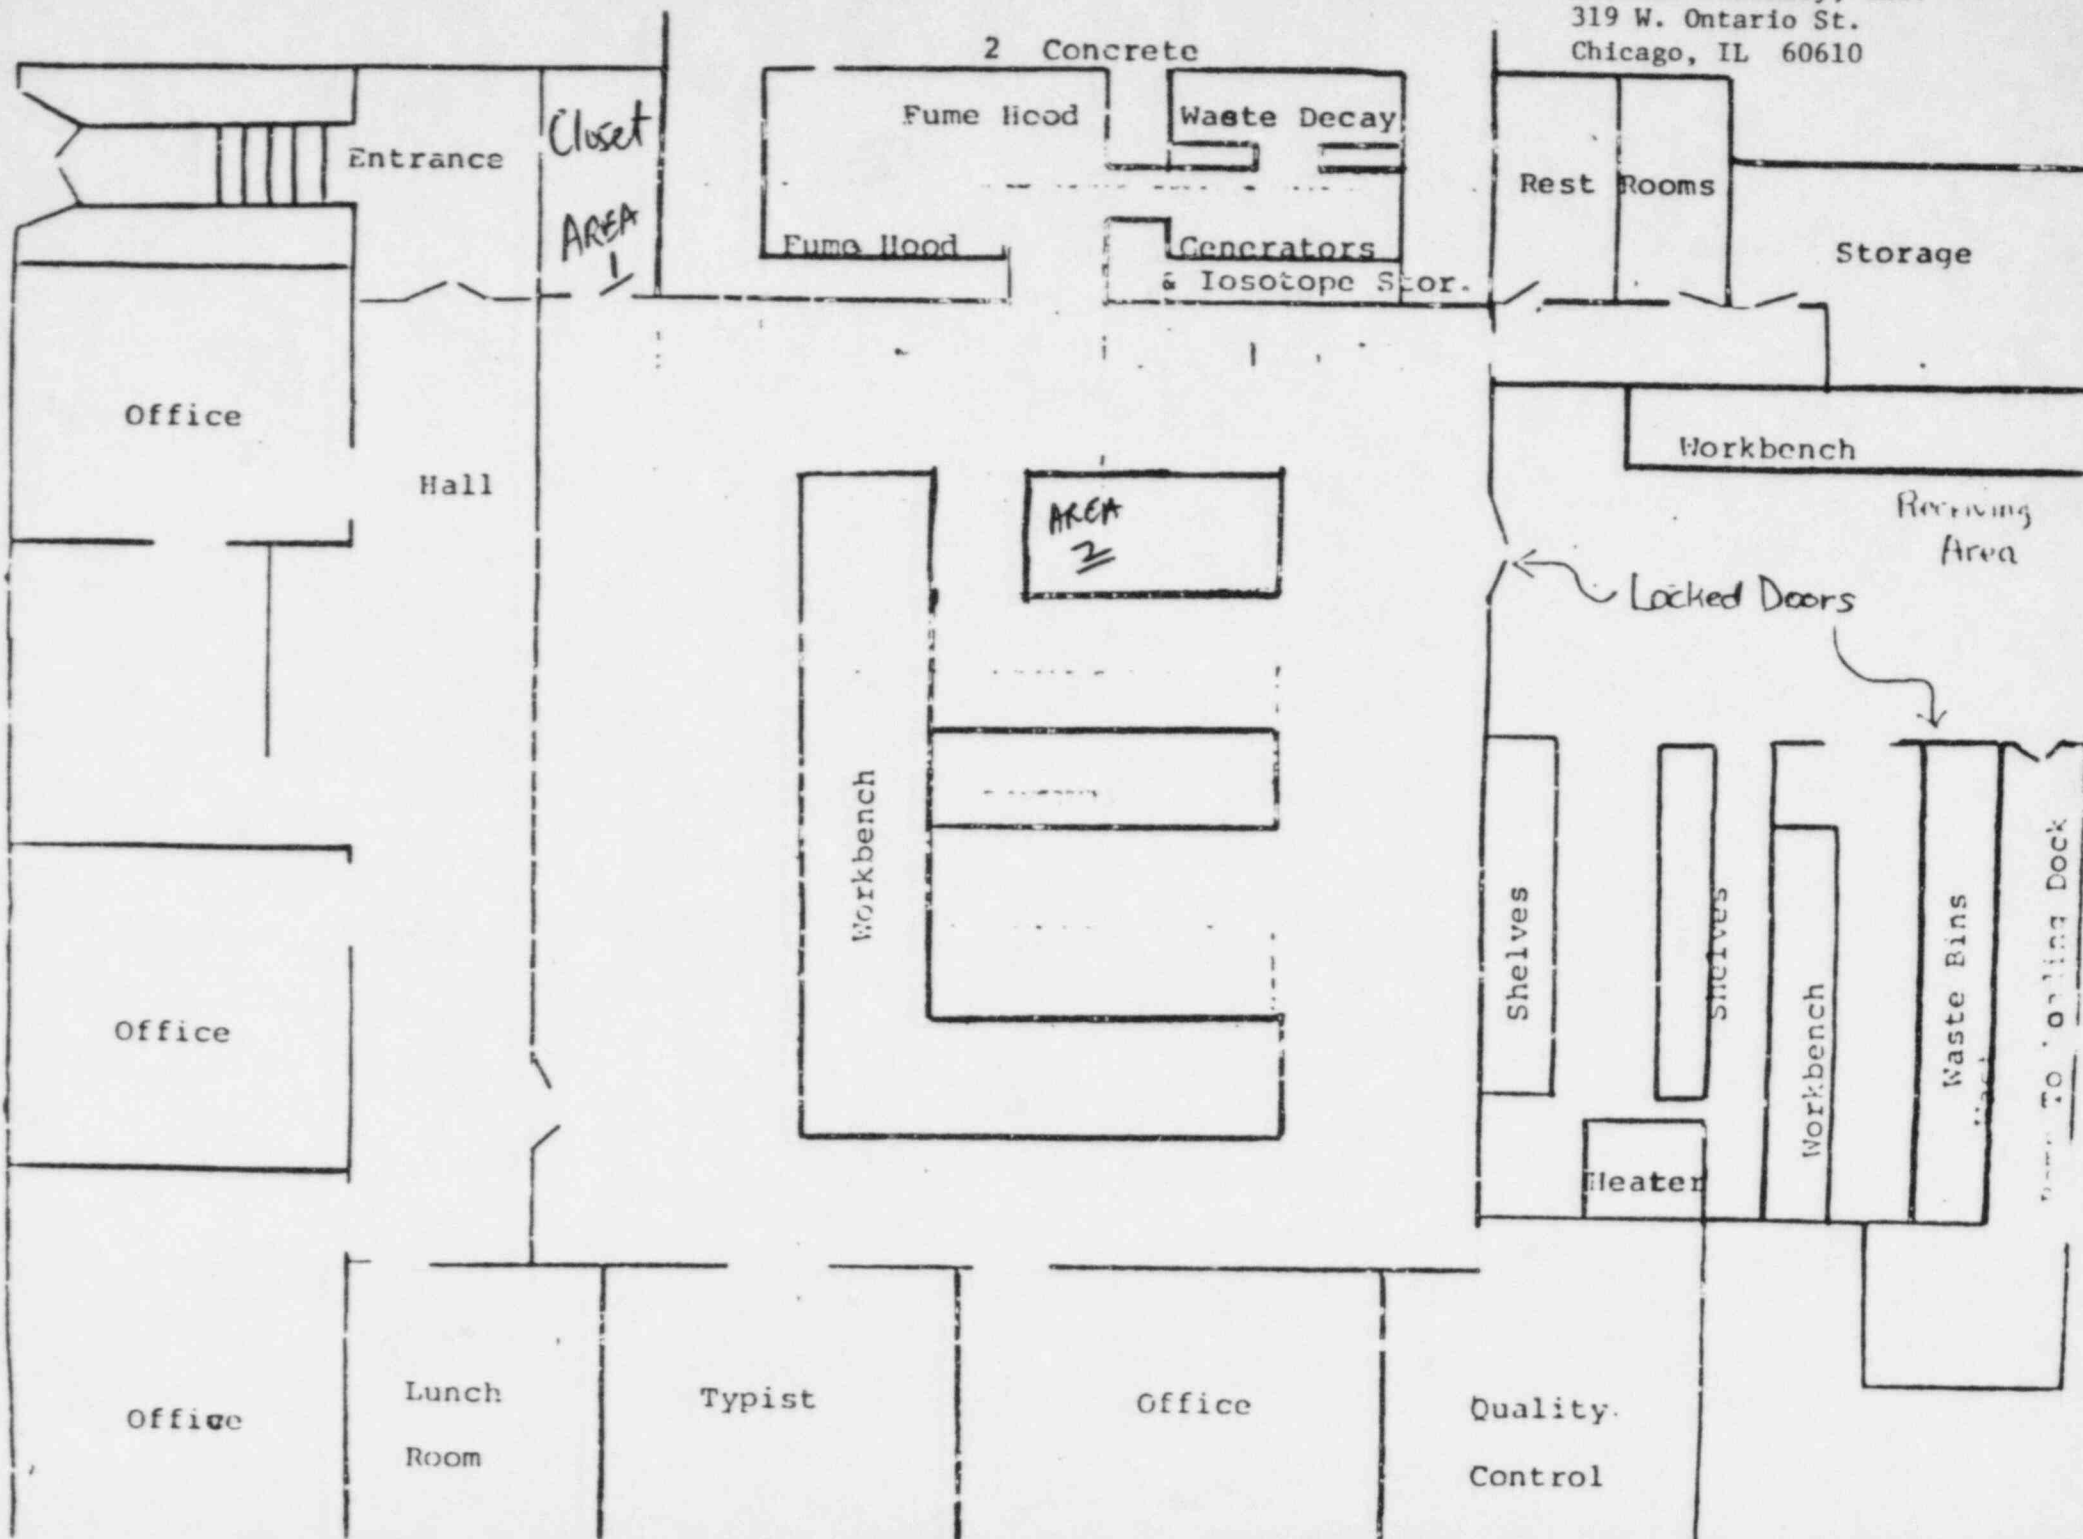 319 W. Ontario St.
Chicago, IL 60610
2 Concrete
Closet
AREA
1
Entrance
Fume Hood
Waste Decay
Fume Hood
Generators
& Iosotope Stor.
Rest Rooms
Storage
Office
Hall
AREA
2
Workbench
Receiving
Area
Locked Doors
Workbench
Shelves
Shelves
Workbench
Waste Bins
To
Dock
Heater
Office
Office
Lunch
Room
Typist
Office
Quality
Control